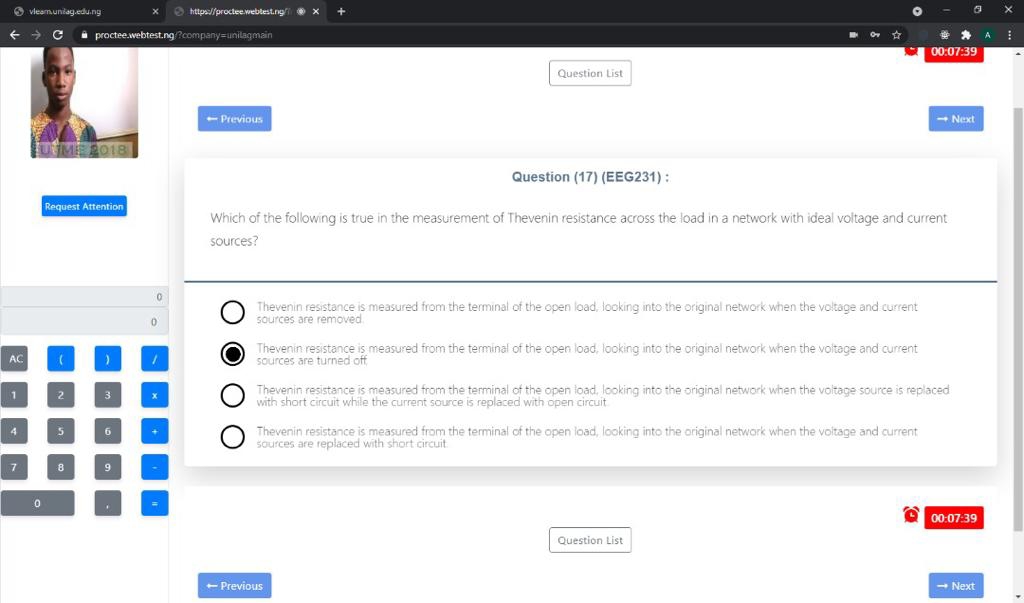 vlearn.unilag.edu.ng
https://proctee.webtest.ng/
proctee.webtest.ng/?company=unilagmain
A
00:07:39
Question List
← Previous
→ Next
UTME 2018
Question (17) (EEG231) :
Request Attention
Which of the following is true in the measurement of Thevenin resistance across the load in a network with ideal voltage and current
sources?
0
0
Thevenin resistance is measured from the terminal of the open load, looking into the original network when the voltage and current
sources are removed.
Thevenin resistance is measured from the terminal of the open load, looking into the original network when the voltage and current
sources are turned off.
Thevenin resistance is measured from the terminal of the open load, looking into the original network when the voltage source is replaced
with short circuit while the current source is replaced with open circuit.
Thevenin resistance is measured from the terminal of the open load, looking into the original network when the voltage and current
sources are replaced with short circuit.
AC ( ) /
1 2 3 x
4 5 6 +
7 8 9 -
0 , =
00:07:39
Question List
← Previous
→ Next